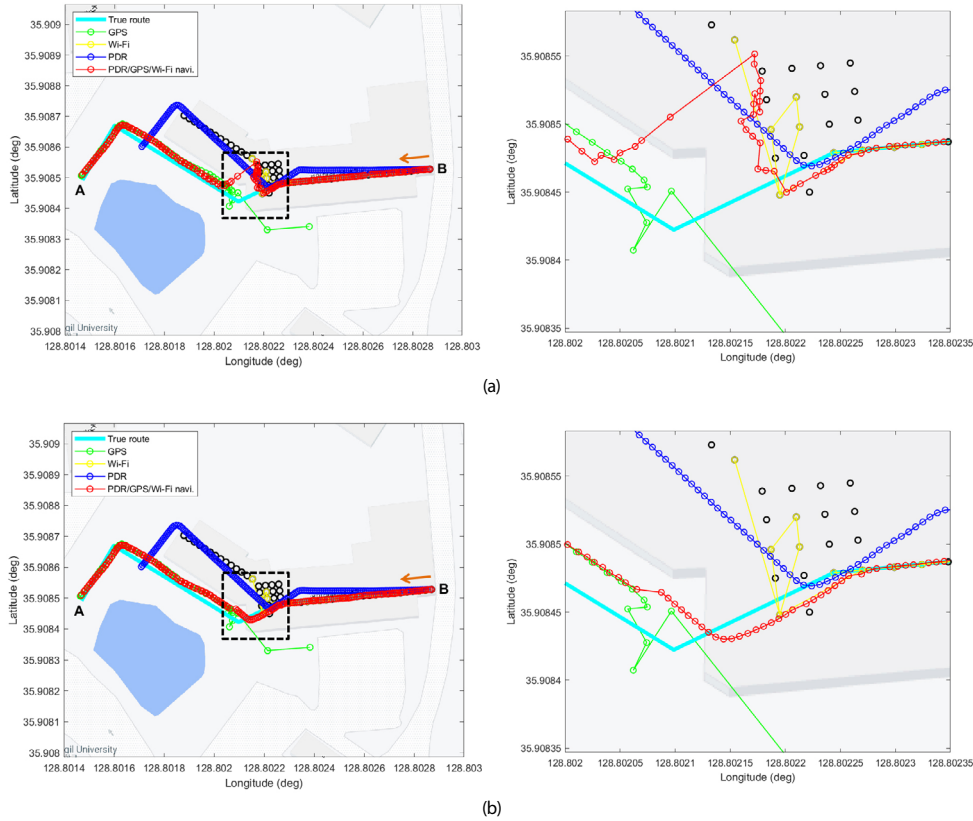 35.909
35.9089
35.9088
35.9087
35.9086
35.9085
35.9084
35.9083
35.9082
35.9081
35.908
Latitude (deg)
True route
GPS
Wi-Fi
PDR
PDR/GPS/Wi-Fi navi.
A
B
gil University
128.8014 128.8016 128.8018 128.802 128.8022 128.8024 128.8026 128.8028 128.803
Longitude (deg)
35.90855
35.9085
35.90845
35.9084
35.90835
Latitude (deg)
128.802 128.80205 128.8021 128.80215 128.8022 128.80225 128.8023 128.80235
Longitude (deg)
(a)
35.909
35.9089
35.9088
35.9087
35.9086
35.9085
35.9084
35.9083
35.9082
35.9081
35.908
Latitude (deg)
True route
GPS
Wi-Fi
PDR
PDR/GPS/Wi-Fi navi.
A
B
gil University
128.8014 128.8016 128.8018 128.802 128.8022 128.8024 128.8026 128.8028 128.803
Longitude (deg)
35.90855
35.9085
35.90845
35.9084
35.90835
Latitude (deg)
128.802 128.80205 128.8021 128.80215 128.8022 128.80225 128.8023 128.80235
Longitude (deg)
(b)